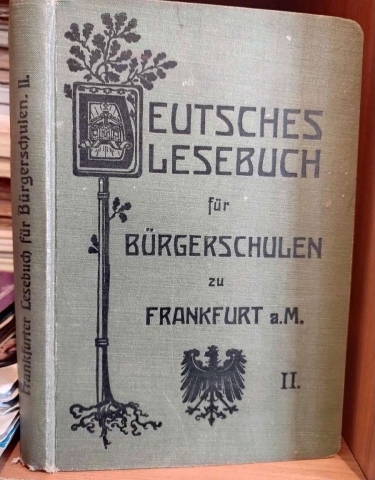 DEUTSCHES
LESEBUCH
für
BÜRGERSCHULEN
zu
FRANKFURT a.M.
II.
Frankfurter Lesebuch für Bürgerschulen. II.